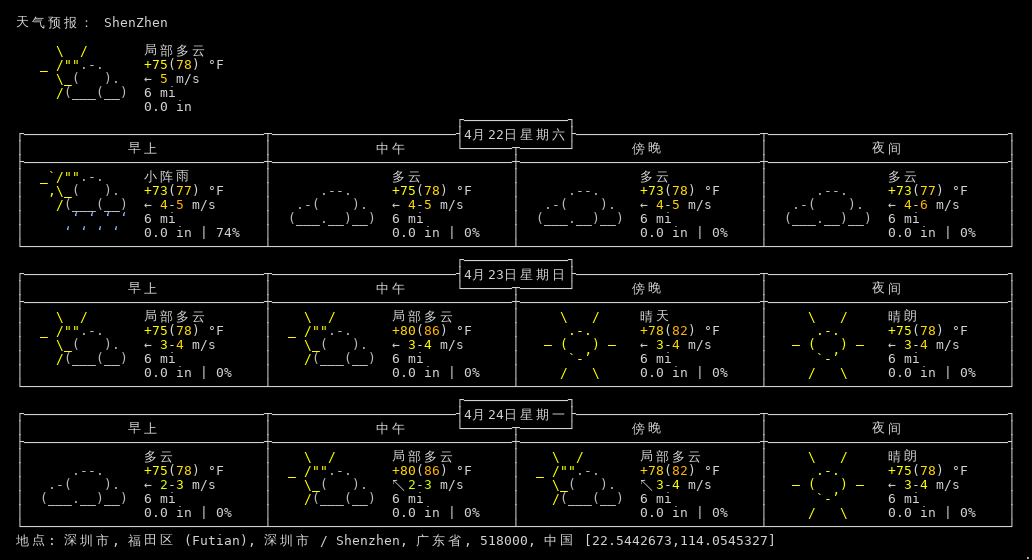 天气预报： ShenZhen
局部多云
+75(78) °F
← 5 m/s
6 mi
0.0 in
4月22日星期六
早上 中午 傍晚 夜间
小阵雨 多云 多云 多云
+73(77) °F +75(78) °F +73(78) °F +73(77) °F
← 4-5 m/s ← 4-5 m/s ← 4-5 m/s ← 4-6 m/s
6 mi 6 mi 6 mi 6 mi
0.0 in | 74% 0.0 in | 0% 0.0 in | 0% 0.0 in | 0%
4月23日星期日
早上 中午 傍晚 夜间
局部多云 局部多云 晴天 晴朗
+75(78) °F +80(86) °F +78(82) °F +75(78) °F
← 3-4 m/s ← 3-4 m/s ← 3-4 m/s ← 3-4 m/s
6 mi 6 mi 6 mi 6 mi
0.0 in | 0% 0.0 in | 0% 0.0 in | 0% 0.0 in | 0%
4月24日星期一
早上 中午 傍晚 夜间
多云 局部多云 局部多云 晴朗
+75(78) °F +80(86) °F +78(82) °F +75(78) °F
← 2-3 m/s ↖ 2-3 m/s ↖ 3-4 m/s ← 3-4 m/s
6 mi 6 mi 6 mi 6 mi
0.0 in | 0% 0.0 in | 0% 0.0 in | 0% 0.0 in | 0%
地点: 深圳市, 福田区 (Futian), 深圳市 / Shenzhen, 广东省, 518000, 中国 [22.5442673,114.0545327]